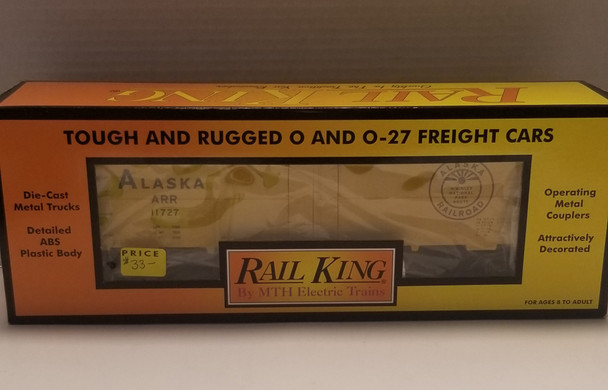 RAIL KING
TOUGH AND RUGGED O AND O-27 FREIGHT CARS
Die-Cast
Metal Trucks
Detailed
ABS
Plastic Body
ALASKA
ARR
11727
PRICE
$33-
ALASKA
RAILROAD
Operating
Metal
Couplers
Attractively
Decorated
RAIL KING®
By MTH Electric Trains
FOR AGES 8 TO ADULT